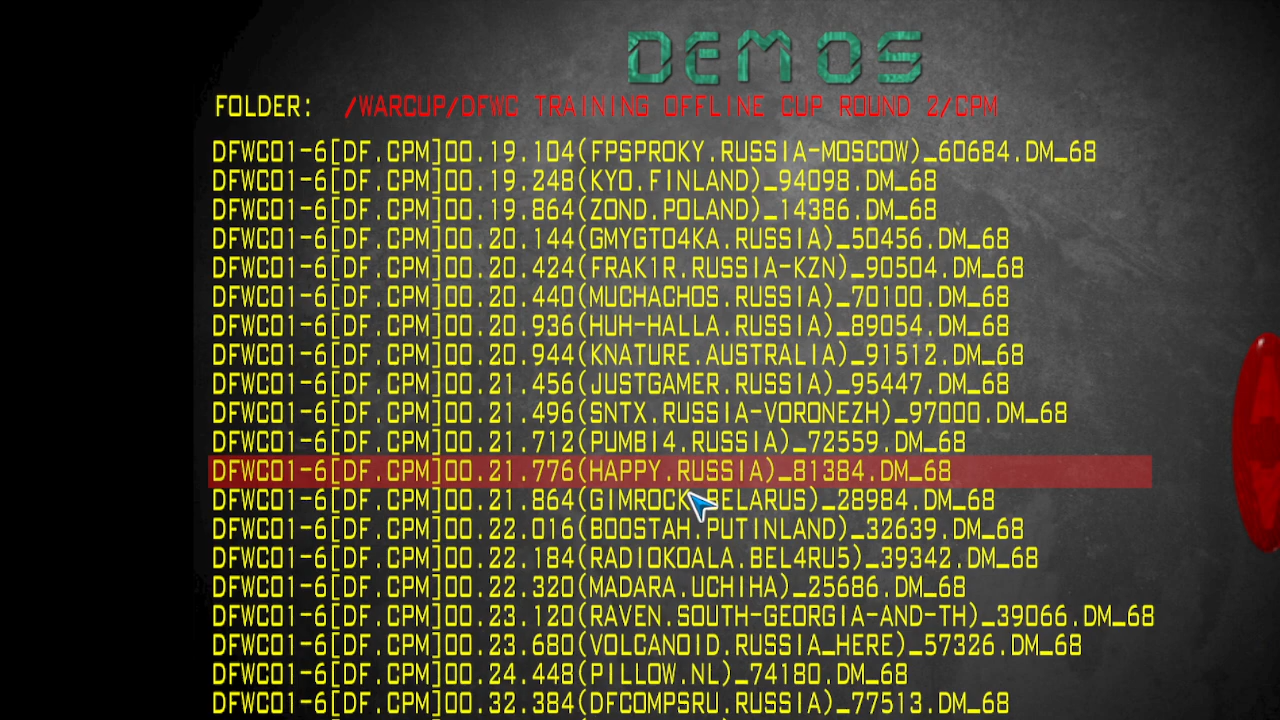 DEMOS
FOLDER: /WARCUP/DFWC TRAINING OFFLINE CUP ROUND 2/CPM
DFWC01-6[DF.CPM]00.19.104(FPSPROKY.RUSSIA-MOSCOW)_60684.DM_68
DFWC01-6[DF.CPM]00.19.248(KYO.FINLAND)_94098.DM_68
DFWC01-6[DF.CPM]00.19.864(ZOND.POLAND)_14386.DM_68
DFWC01-6[DF.CPM]00.20.144(GMYGTO4KA.RUSSIA)_50456.DM_68
DFWC01-6[DF.CPM]00.20.424(FRAK1R.RUSSIA-KZN)_90504.DM_68
DFWC01-6[DF.CPM]00.20.440(MUCHACHOS.RUSSIA)_70100.DM_68
DFWC01-6[DF.CPM]00.20.936(HUH-HALLA.RUSSIA)_89054.DM_68
DFWC01-6[DF.CPM]00.20.944(KNATURE.AUSTRALIA)_91512.DM_68
DFWC01-6[DF.CPM]00.21.456(JUSTGAMER.RUSSIA)_95447.DM_68
DFWC01-6[DF.CPM]00.21.496(SNTX.RUSSIA-VORONEZH)_97000.DM_68
DFWC01-6[DF.CPM]00.21.712(PUMBI4.RUSSIA)_72559.DM_68
DFWC01-6[DF.CPM]00.21.776(HAPPY.RUSSIA)_81384.DM_68
DFWC01-6[DF.CPM]00.21.864(GIMROCK.BELARUS)_28984.DM_68
DFWC01-6[DF.CPM]00.22.016(BOOSTAH.PUTINLAND)_32639.DM_68
DFWC01-6[DF.CPM]00.22.184(RADIOKOALA.BEL4RU5)_39342.DM_68
DFWC01-6[DF.CPM]00.22.320(MADARA.UCHIHA)_25686.DM_68
DFWC01-6[DF.CPM]00.23.120(RAVEN.SOUTH-GEORGIA-AND-TH)_39066.DM_68
DFWC01-6[DF.CPM]00.23.680(VOLCANOID.RUSSIA_HERE)_57326.DM_68
DFWC01-6[DF.CPM]00.24.448(PILLOW.NL)_74180.DM_68
DFWC01-6[DF.CPM]00.32.384(DFCOMPSRU.RUSSIA)_77513.DM_68